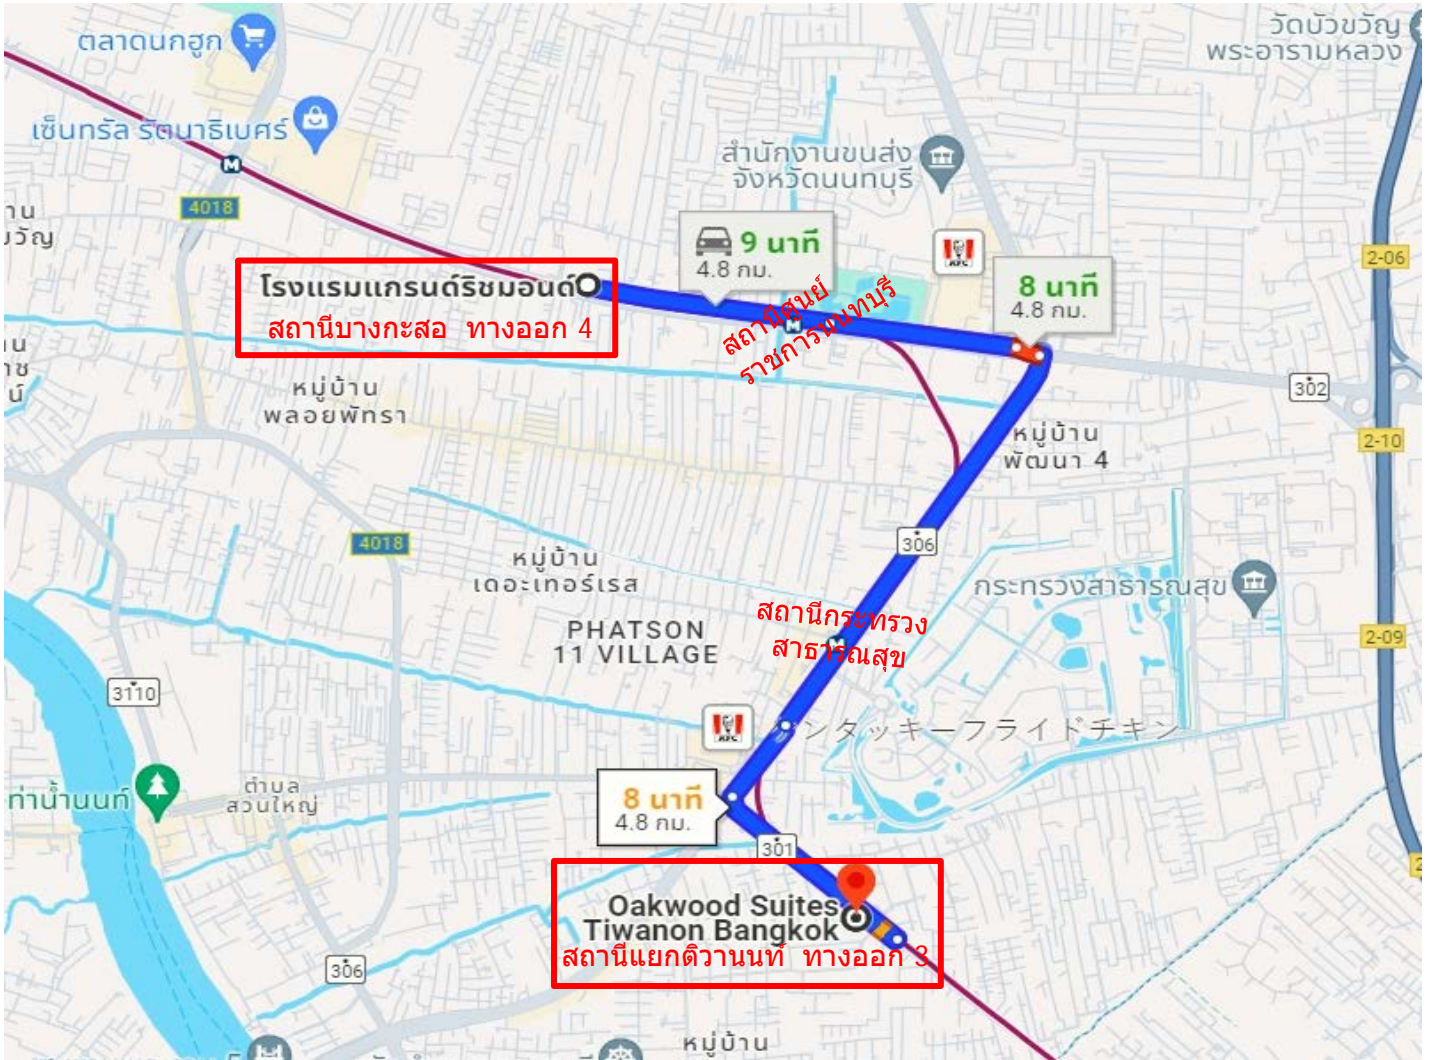 ตลาดนกฮูก
วัดบัวขวัญ
พระอารามหลวง
เซ็นทรัล รัตนาธิเบศร์
สำนักงานขนส่ง
จังหวัดนนทบุรี
4018
9 นาที
4.8 กม.
KFC
2-06
8 นาที
4.8 กม.
โรงแรมแกรนด์ริชมอนด์
สถานีบางกะสอ ทางออก 4
สถานีศูนย์
ราชการนนทบุรี
302
หมู่บ้าน
พลอยพัทรา
หมู่บ้าน
พัฒนา 4
2-10
4018
306
หมู่บ้าน
เดอะเทอร์เรส
กระทรวงสาธารณสุข
สถานีกระทรวง
สาธารณสุข
PHATSON
11 VILLAGE
2-09
3110
KFC
ンタッキーフライドチキン
ท่าน้ำนนท์
ตำบล
สวนใหญ่
8 นาที
4.8 กม.
301
Oakwood Suites
Tiwanon Bangkok
สถานีแยกติวานนท์ ทางออก 3
306
หมู่บ้าน